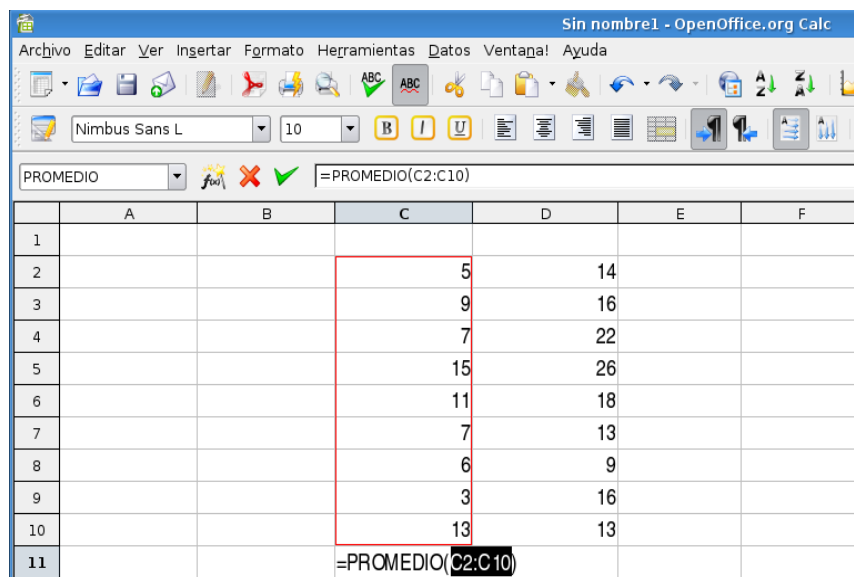 Sin nombre1 - OpenOffice.org Calc
Archivo Editar Ver Insertar Formato Herramientas Datos Ventana! Ayuda
ABC ABC A Z Z A
Nimbus Sans L 10 B I U
PROMEDIO f(x) =PROMEDIO(C2:C10)
A B C D E F
1
2 5 14
3 9 16
4 7 22
5 15 26
6 11 18
7 7 13
8 6 9
9 3 16
10 13 13
11 =PROMEDIO(C2:C10)